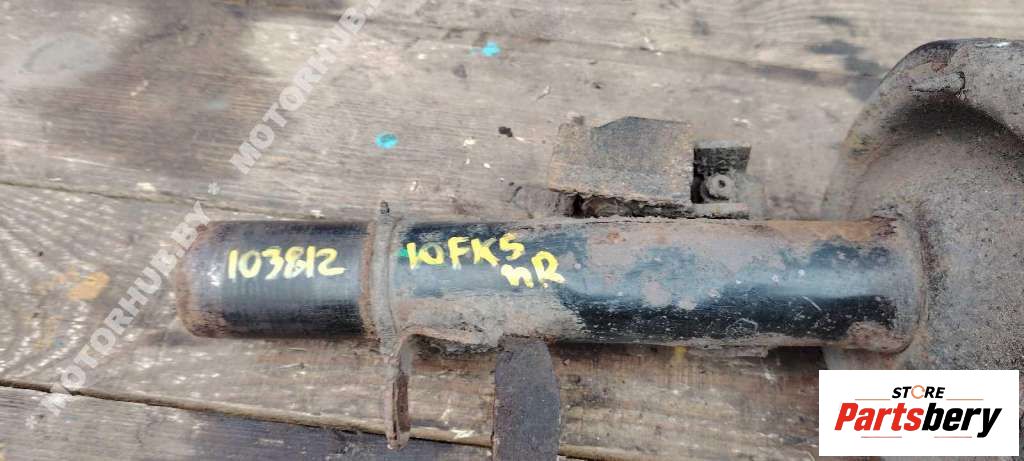 MOTORHUB.BY * MOTORHUB.BY
103812
10FK5
nR
STORE
Partsbery